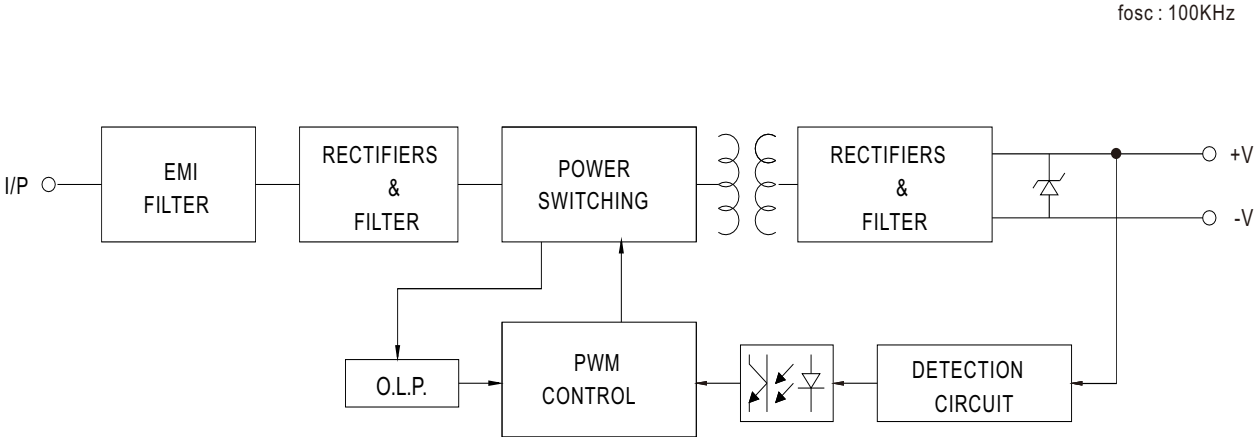 fosc : 100KHz
I/P
EMI
FILTER
RECTIFIERS
&
FILTER
POWER
SWITCHING
RECTIFIERS
&
FILTER
+V
-V
O.L.P.
PWM
CONTROL
DETECTION
CIRCUIT